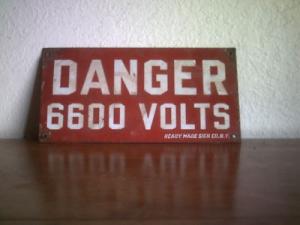 DANGER
6600 VOLTS
READY MADE SIGN CO. N.Y.